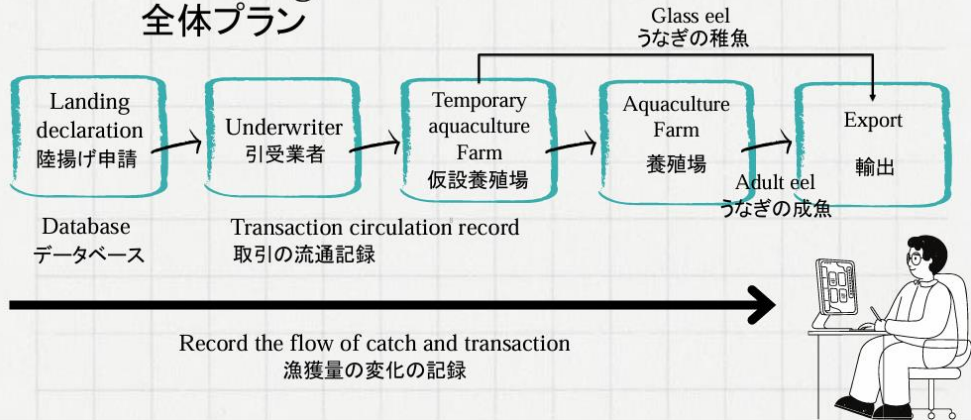 全体プラン
Glass eel
うなぎの稚魚
Landing
declaration
陸揚げ申請
Underwriter
引受業者
Temporary
aquaculture
Farm
仮設養殖場
Aquaculture
Farm
養殖場
Export
輸出
Adult eel
うなぎの成魚
Database
データベース
Transaction circulation record
取引の流通記録
Record the flow of catch and transaction
漁獲量の変化の記録